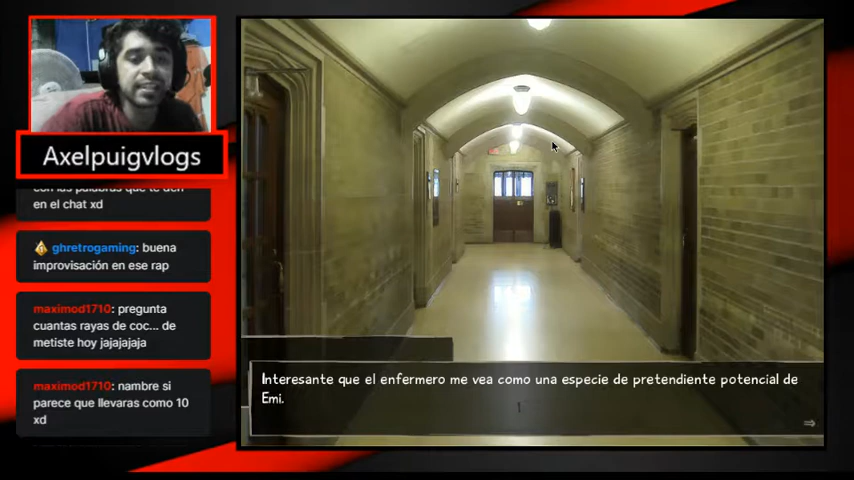 Axelpuigvlogs
con las palabras que te den
en el chat xd
ghretrogaming: buena
improvisación en ese rap
maximod1710: pregunta
cuantas rayas de coc... de
metiste hoy jajajajaja
maximod1710: nambre si
parece que llevaras como 10
xd
Interesante que el enfermero me vea como una especie de pretendiente potencial de
Emi.